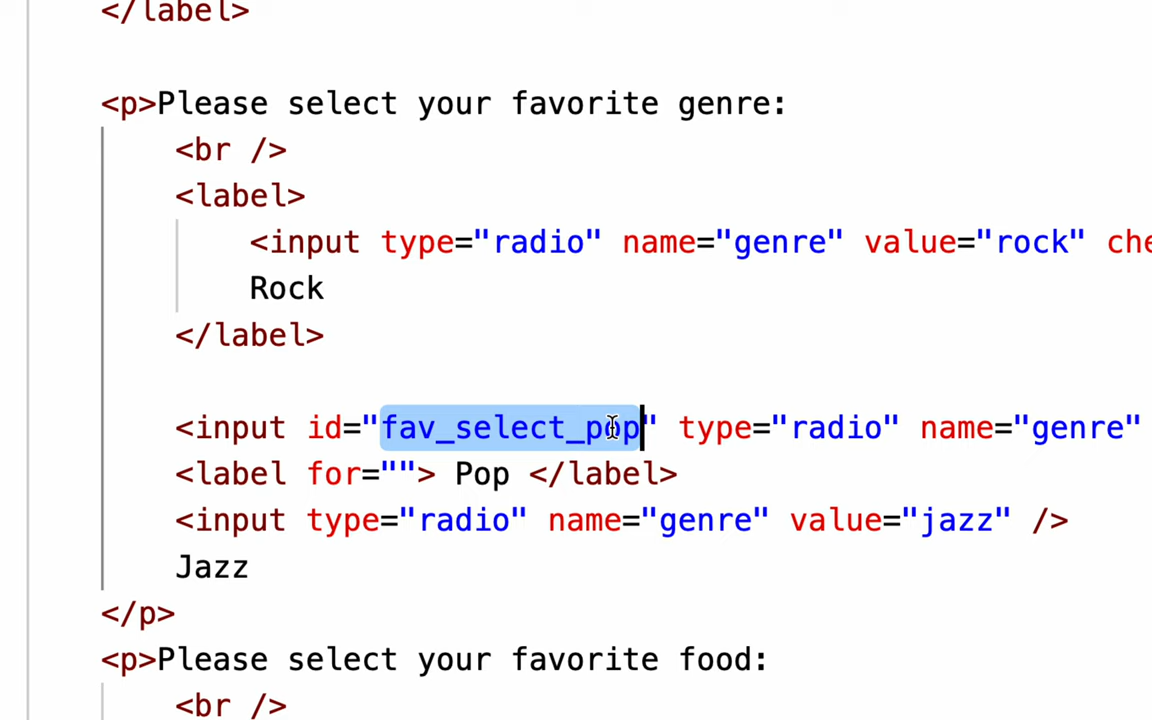 </label>
<p>Please select your favorite genre:
<br />
<label>
<input type="radio" name="genre" value="rock" che
Rock
</label>
<input id="fav_select_pop" type="radio" name="genre"
<label for=""> Pop </label>
<input type="radio" name="genre" value="jazz" />
Jazz
</p>
<p>Please select your favorite food:
<br />